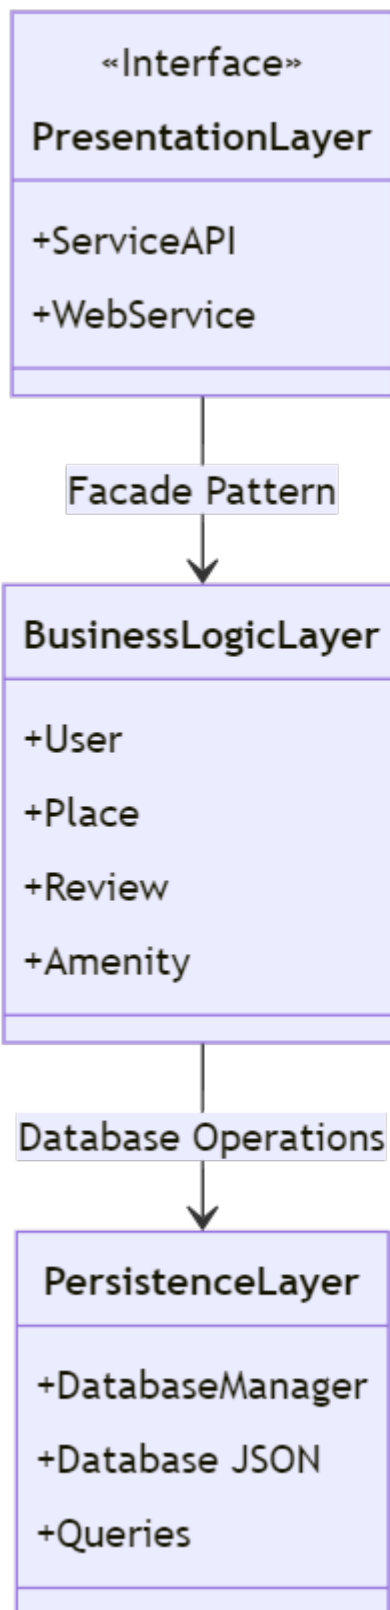 «Interface»
PresentationLayer
+ServiceAPI
+WebService
Facade Pattern
BusinessLogicLayer
+User
+Place
+Review
+Amenity
Database Operations
PersistenceLayer
+DatabaseManager
+Database JSON
+Queries